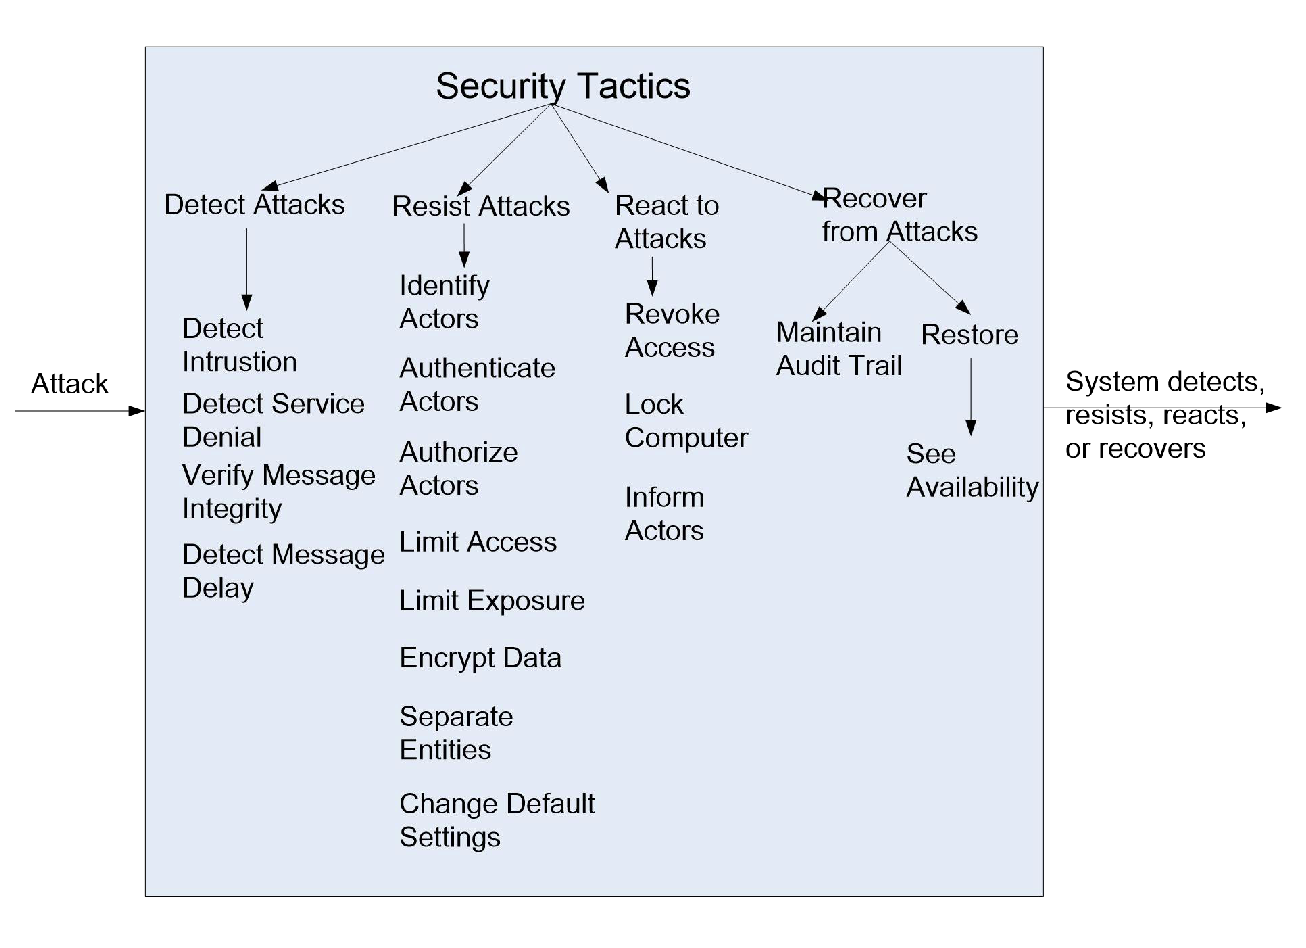 Security Tactics
Detect Attacks
Resist Attacks
React to
Attacks
Recover
from Attacks
Detect
Intrustion
Detect Service
Denial
Verify Message
Integrity
Detect Message
Delay
Identify
Actors
Authenticate
Actors
Authorize
Actors
Limit Access
Limit Exposure
Encrypt Data
Separate
Entities
Change Default
Settings
Revoke
Access
Lock
Computer
Inform
Actors
Maintain
Audit Trail
Restore
See
Availability
Attack
System detects,
resists, reacts,
or recovers